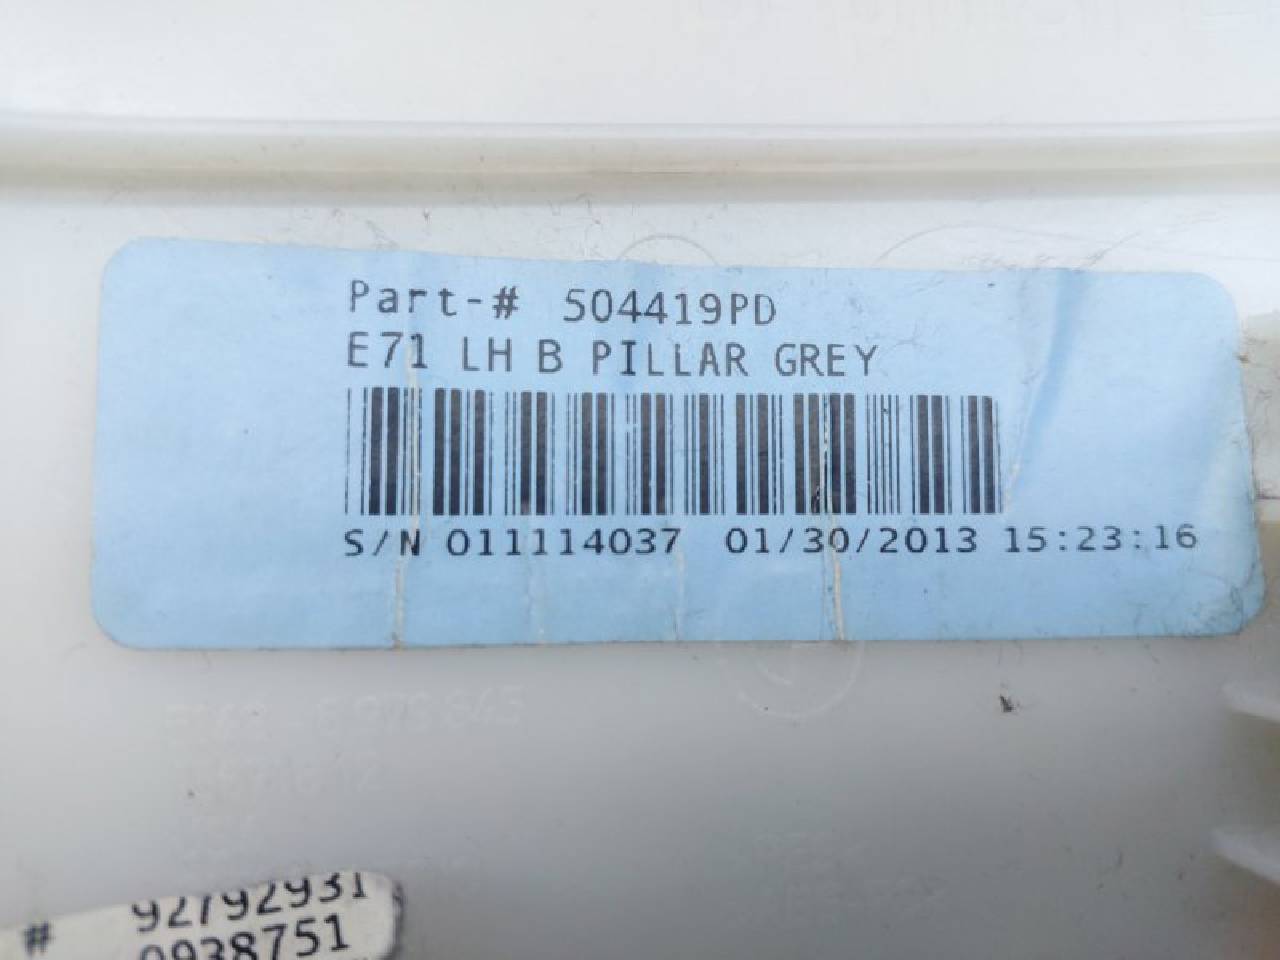 Part-# 504419PD
E71 LH B PILLAR GREY
S/N 011114037 01/30/2013 15:23:16
# 92792931
0938751